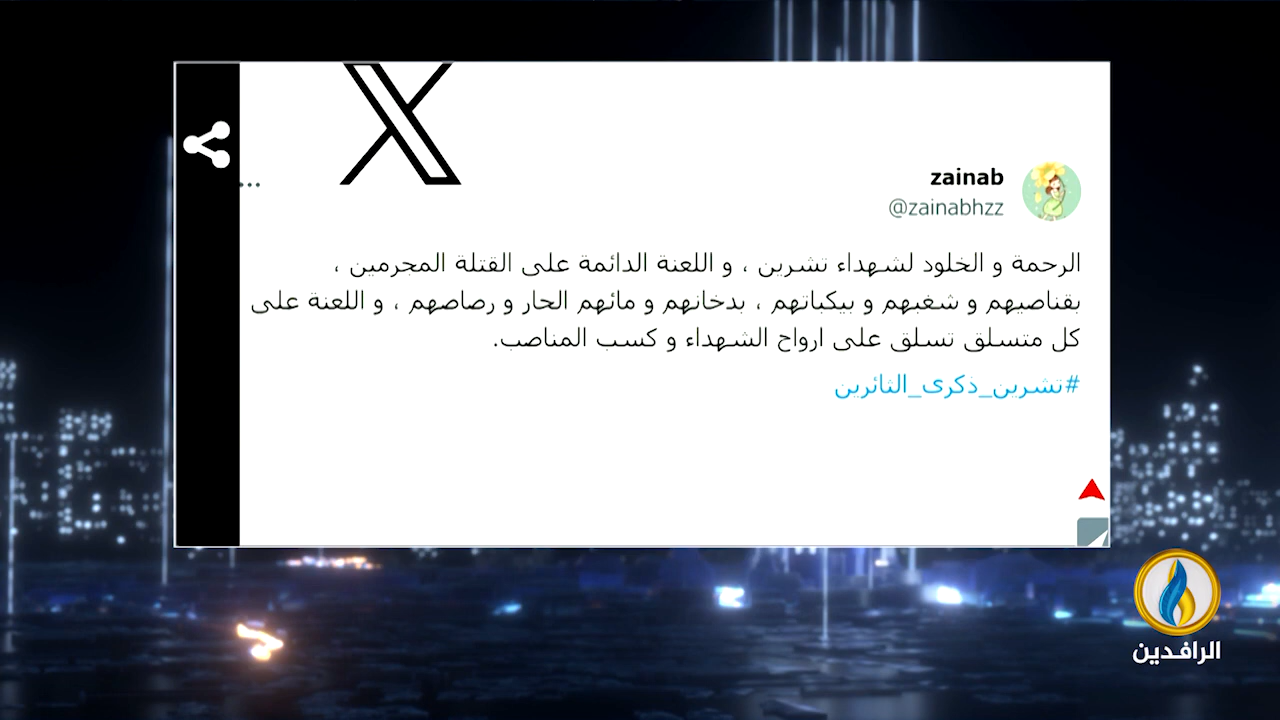 zainab
@zainabhzz
الرحمة و الخلود لشهداء تشرين ، و اللعنة الدائمة على القتلة المجرمين ،
بقناصيهم و شغبهم و بيكباتهم ، بدخانهم و مائهم الحار و رصاصهم ، و اللعنة على
كل متسلق تسلق على ارواح الشهداء و كسب المناصب.
#تشرين_ذكرى_الثائرين
الرافدين